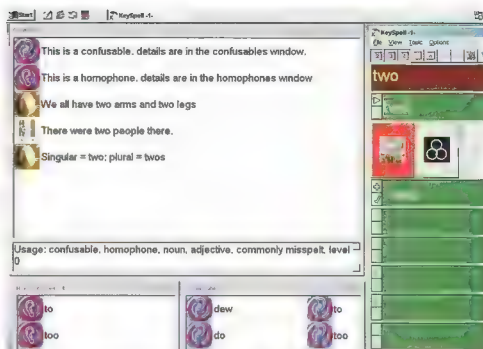 Start
KeySpell -1-
This is a confusable. details are in the confusables window.
This is a homophone. details are in the homophones window
We all have two arms and two legs
There were two people there.
Singular = two; plural = twos
Usage: confusable, homophone, noun, adjective, commonly misspelt, level
0
to
too
dew
do
to
too
KeySpell -1-
File View Topic Options
two